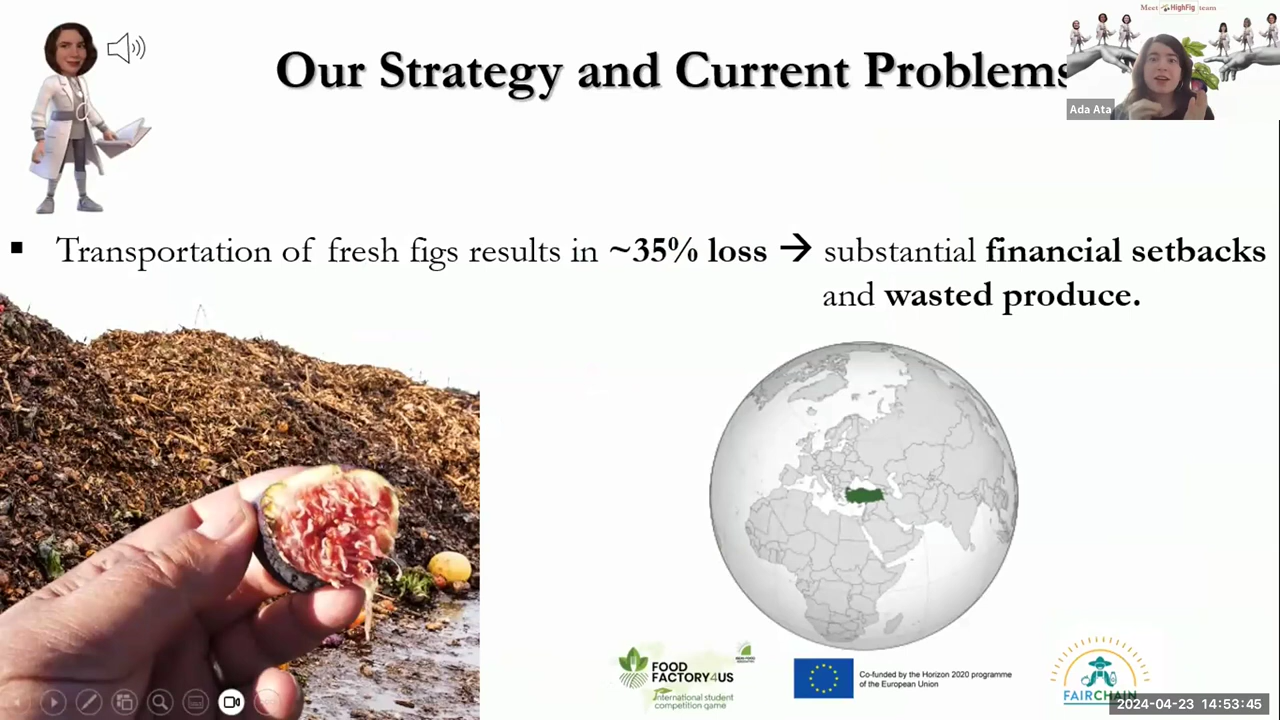 Meet HighFig team
Our Strategy and Current Problems
Ada Ata
▪ Transportation of fresh figs results in ~35% loss → substantial financial setbacks
and wasted produce.
FOOD
FACTORY4US
International student
competition game
Co-funded by the Horizon 2020 programme
of the European Union
FAIRCHAIN
2024-04-23 14:53:45